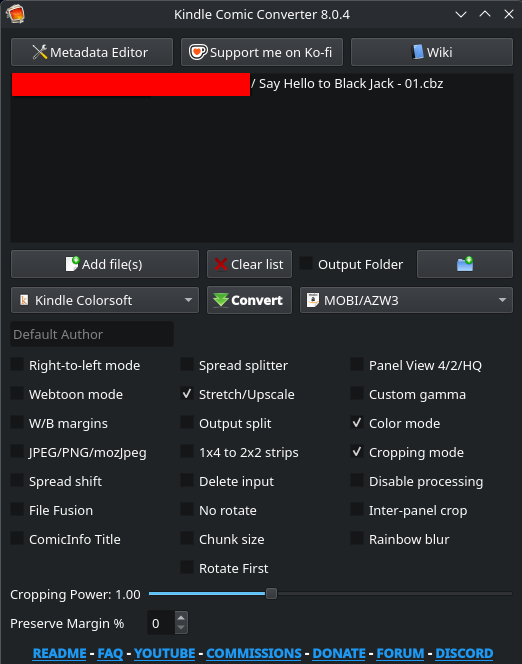 Kindle Comic Converter 8.0.4
Metadata Editor Support me on Ko-fi Wiki
/ Say Hello to Black Jack - 01.cbz
Add file(s) Clear list Output Folder
Kindle Colorsoft Convert MOBI/AZW3
Default Author
Right-to-left mode Spread splitter Panel View 4/2/HQ
Webtoon mode Stretch/Upscale Custom gamma
W/B margins Output split Color mode
JPEG/PNG/mozJpeg 1x4 to 2x2 strips Cropping mode
Spread shift Delete input Disable processing
File Fusion No rotate Inter-panel crop
ComicInfo Title Chunk size Rainbow blur
Rotate First
Cropping Power: 1.00
Preserve Margin % 0
README - FAQ - YOUTUBE - COMMISSIONS - DONATE - FORUM - DISCORD